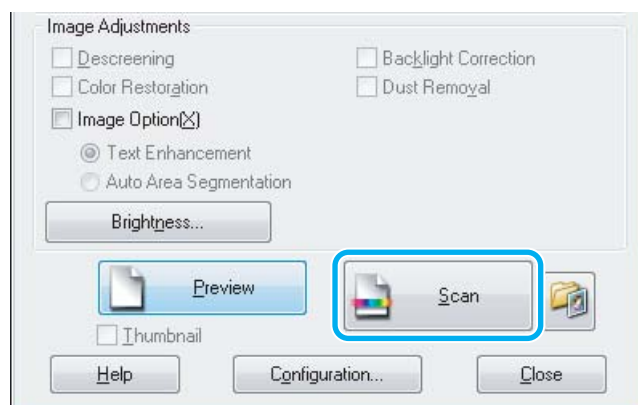 Image Adjustments
Descreening Backlight Correction
Color Restoration Dust Removal
Image Option(X)
Text Enhancement
Auto Area Segmentation
Brightness...
Preview Scan
Thumbnail
Help Configuration... Close